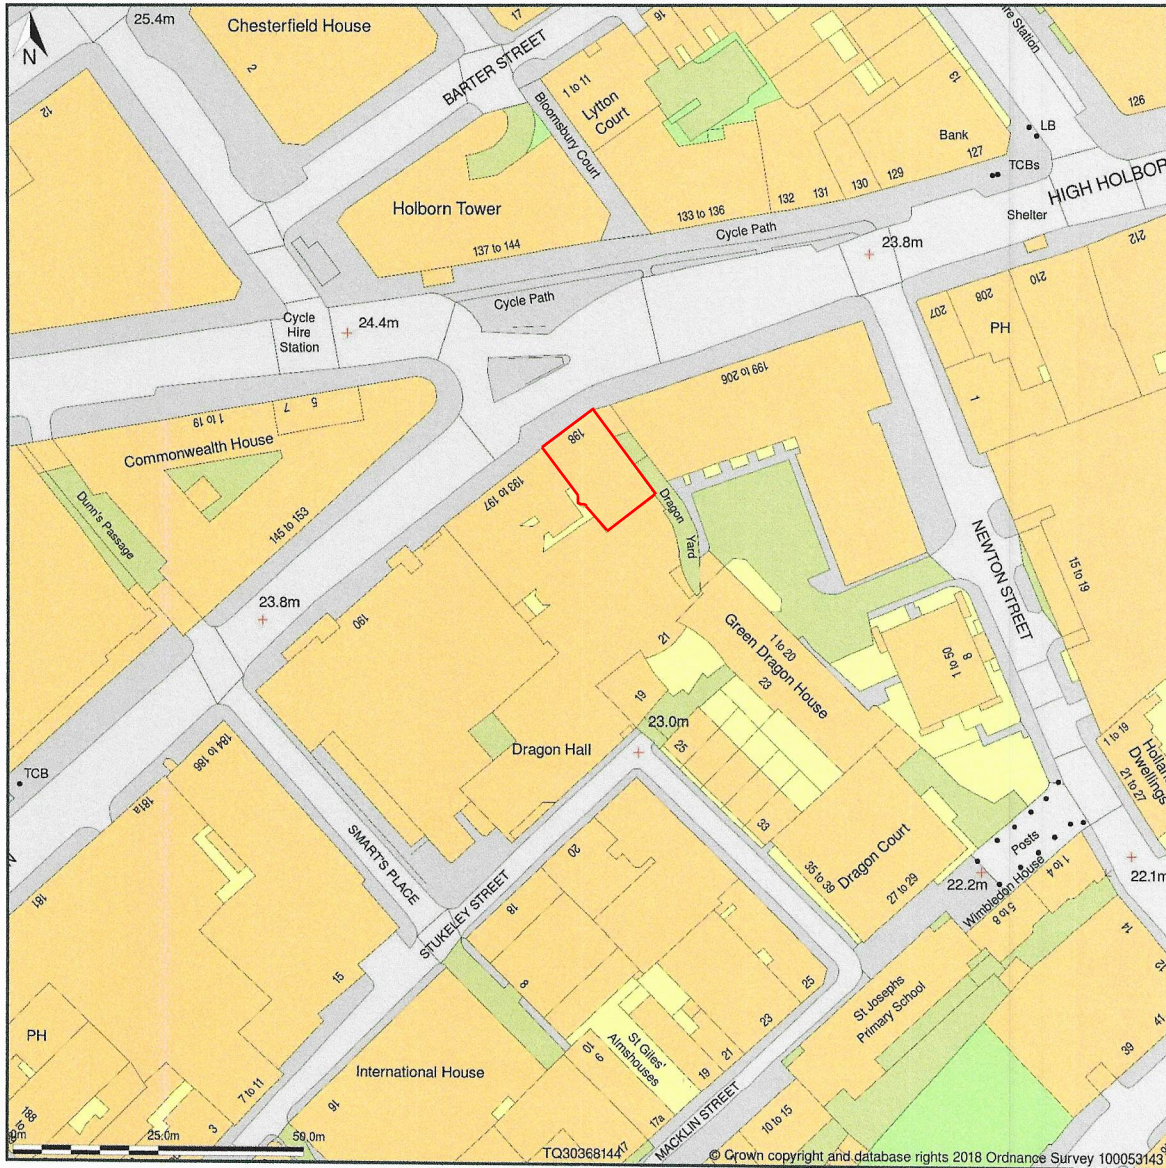 25.4m
Chesterfield House
17
16
N
BARTER STREET
2
12
1 to 11
Lytton
Court
Bloomsbury Court
13
126
LB
Bank
127
TCBs
HIGH HOLBOR
Holborn Tower
129
130
131
132
133 to 136
Shelter
137 to 144
Cycle Path
23.8m
212
210
208
207
Cycle Path
Cycle
Hire
Station
24.4m
PH
199 to 206
1
5
7
1 to 19
Commonwealth House
198
193 to 197
Dunn's Passage
145 to 153
Dragon
Yard
NEWTON STREET
15 to 19
23.8m
190
21
Green Dragon House
1 to 20
23
8
1 to 50
19
23.0m
25
Dragon Hall
184 to 186
TCB
181a
33
1 to 19
Dwellings
21 to 27
SMART'S PLACE
20
35 to 39
Dragon Court
27 to 29
Posts
Wimbledon House
1 to 4
22.2m
22.1m
181
18
STUKELEY STREET
5 to 8
14
12
15
8
25
St Josephs
Primary School
PH
23
41
39
10
9
St Giles'
Almshouses
21
19
International House
7 to 11
16
3
188
17a
MACKLIN STREET
10 to 15
25.0m
50.0m
TQ30368144
17
© Crown copyright and database rights 2018 Ordnance Survey 100053143